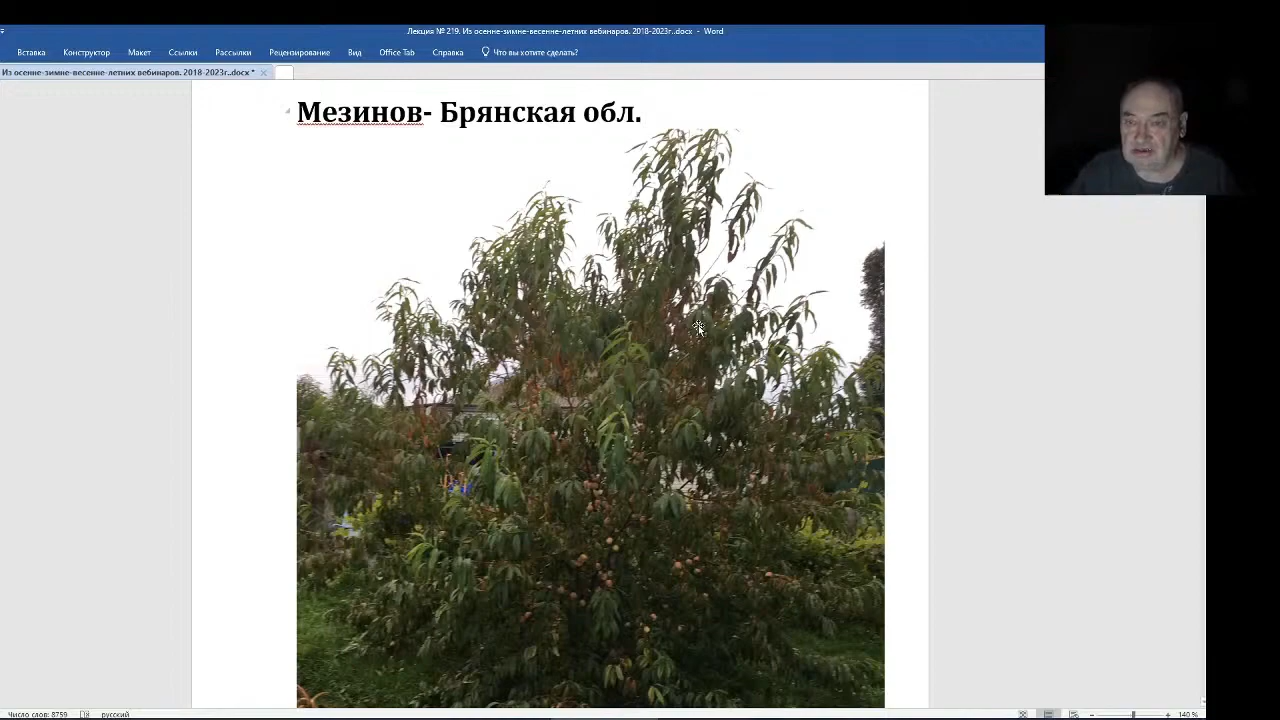 Лекция № 219. Из осенне-зимне-весенне-летних вебинаров. 2018-2023г..docx - Word
Вставка Конструктор Макет Ссылки Рассылки Рецензирование Вид Office Tab Справка Что вы хотите сделать?
Из осенне-зимне-весенне-летних вебинаров. 2018-2023г..docx *
Мезинов- Брянская обл.
Число слов: 8759 русский 140 %